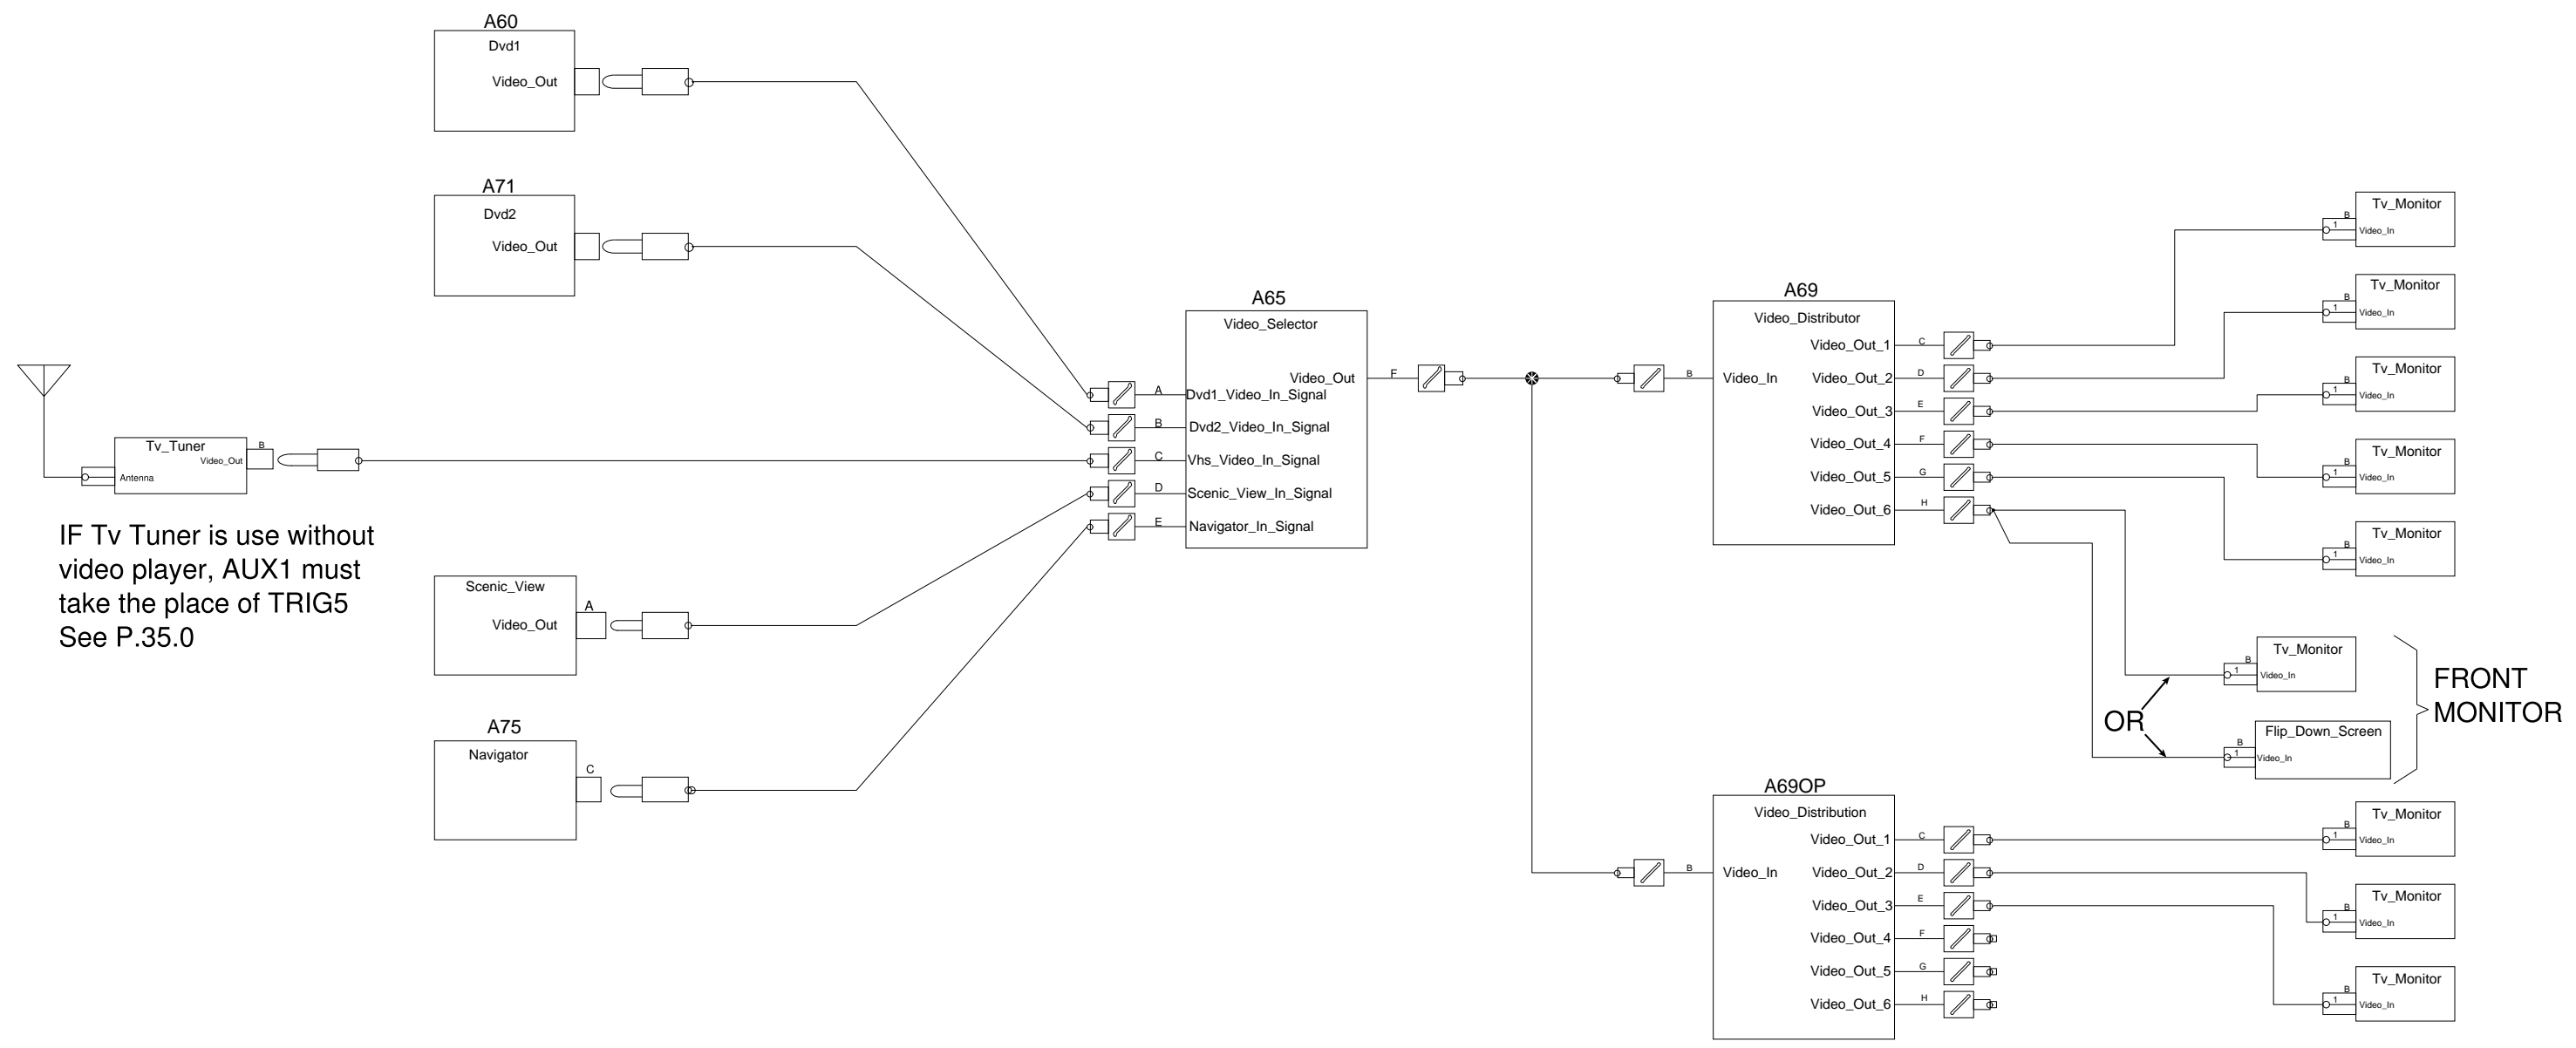 A60
Dvd1
Video_Out
A71
Dvd2
Video_Out
Tv_Tuner
B
Video_Out
Antenna
IF Tv Tuner is use without
video player, AUX1 must
take the place of TRIG5
See P.35.0
Scenic_View
A
Video_Out
A75
Navigator
C
A65
Video_Selector
Video_Out
F
A
Dvd1_Video_In_Signal
B
Dvd2_Video_In_Signal
C
Vhs_Video_In_Signal
D
Scenic_View_In_Signal
E
Navigator_In_Signal
A69
Video_Distributor
B
Video_In
Video_Out_1
C
Video_Out_2
D
Video_Out_3
E
Video_Out_4
F
Video_Out_5
G
Video_Out_6
H
Tv_Monitor
B
1
Video_In
Tv_Monitor
B
1
Video_In
Tv_Monitor
B
1
Video_In
Tv_Monitor
B
1
Video_In
Tv_Monitor
B
1
Video_In
Tv_Monitor
B
1
Video_In
OR
Flip_Down_Screen
B
1
Video_In
FRONT
MONITOR
A69OP
Video_Distribution
B
Video_In
Video_Out_1
C
Video_Out_2
D
Video_Out_3
E
Video_Out_4
F
Video_Out_5
G
Video_Out_6
H
Tv_Monitor
B
1
Video_In
Tv_Monitor
B
1
Video_In
Tv_Monitor
B
1
Video_In